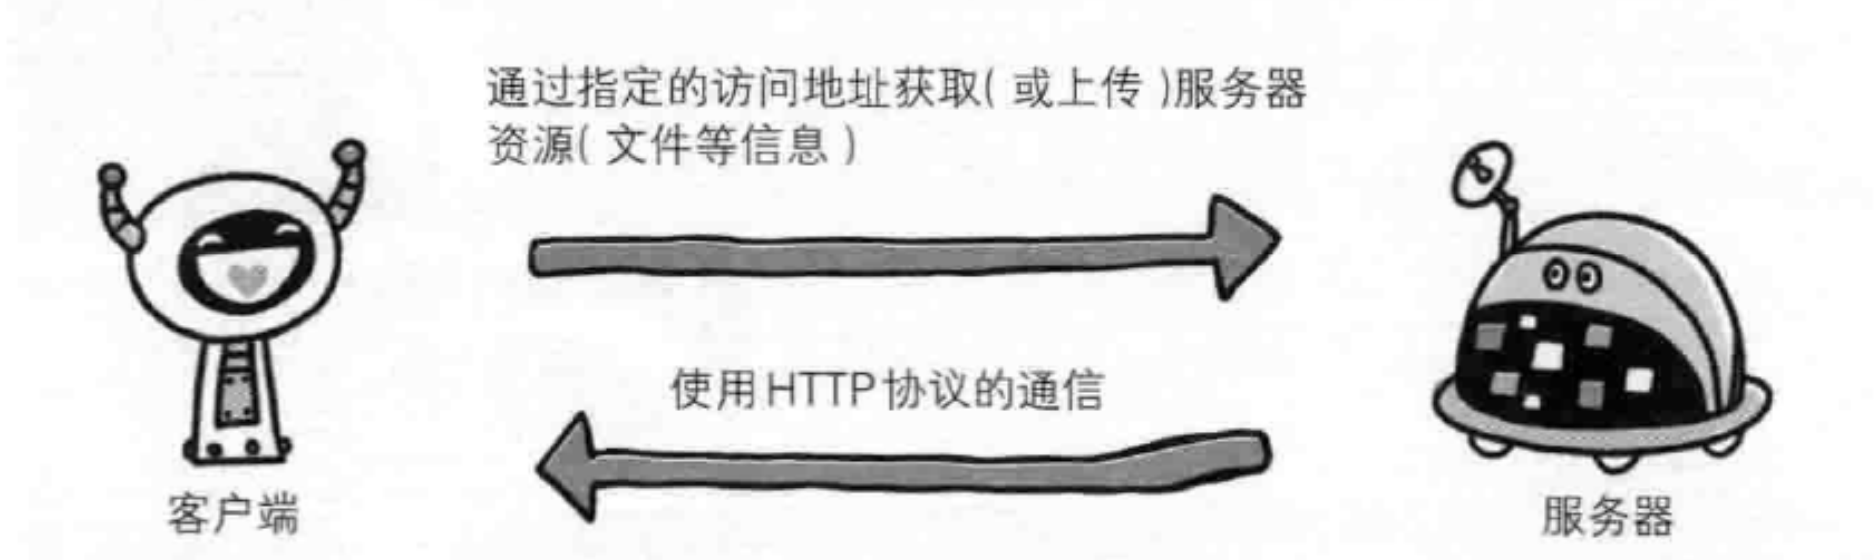 通过指定的访问地址获取( 或上传 )服务器
资源( 文件等信息 )
使用HTTP协议的通信
客户端
服务器